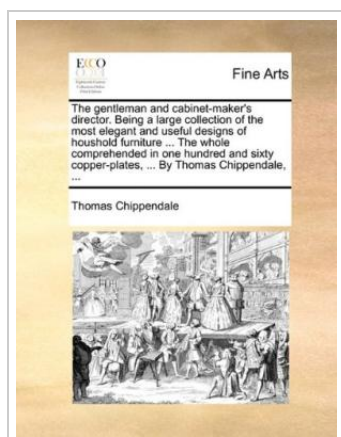 ECCO
Fine Arts
The gentleman and cabinet-maker's
director. Being a large collection of the
most elegant and useful designs of
houshold furniture ... The whole
comprehended in one hundred and sixty
copper-plates, ... By Thomas Chippendale,
...
Thomas Chippendale